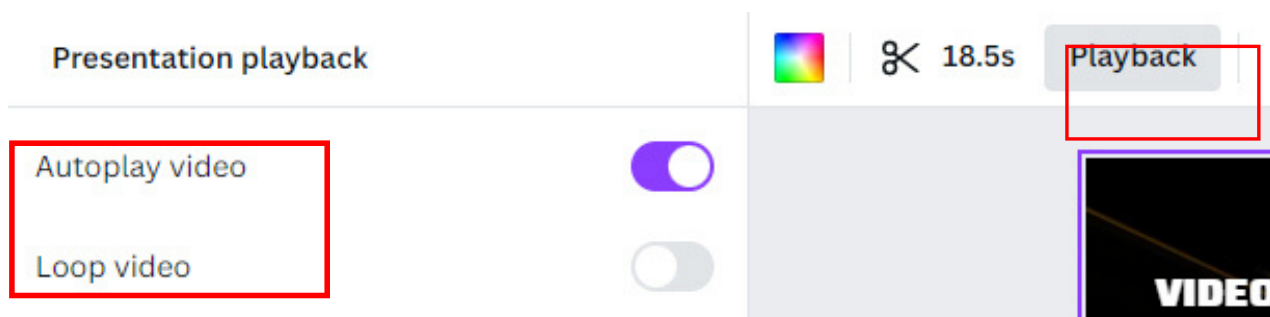 Presentation playback
18.5s
Playback
Autoplay video
Loop video
VIDEO